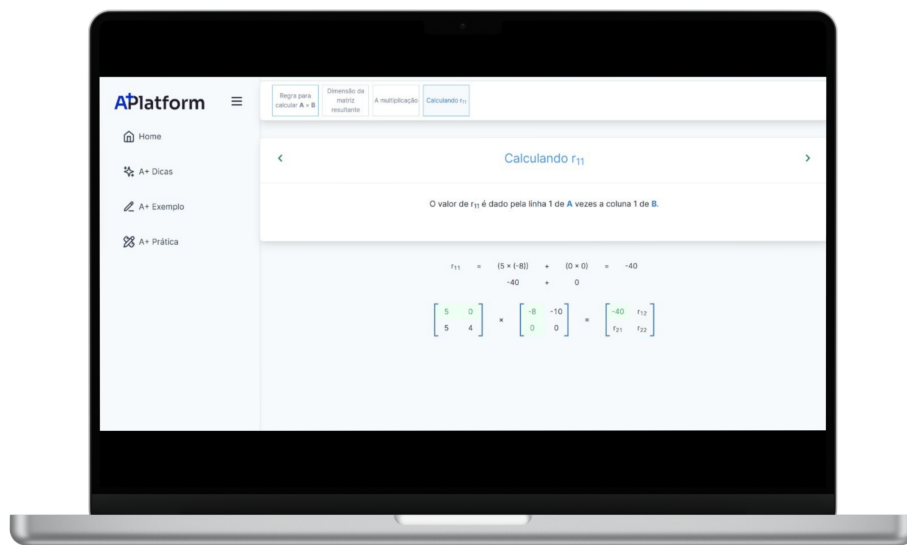 A+Platform
Home
A+ Dicas
A+ Exemplo
A+ Prática
Regra para
calcular A × B
Dimensão da
matriz
resultante
A multiplicação
Calculando r₁₁
< Calculando r₁₁ >
O valor de r₁₁ é dado pela linha 1 de A vezes a coluna 1 de B.
r₁₁ = (5 × (-8)) + (0 × 0) = -40
-40 + 0
[ 5 0 ] [ -8 -10 ] [ -40 r₁₂ ]
× =
[ 5 4 ] [ 0 0 ] [ r₂₁ r₂₂ ]